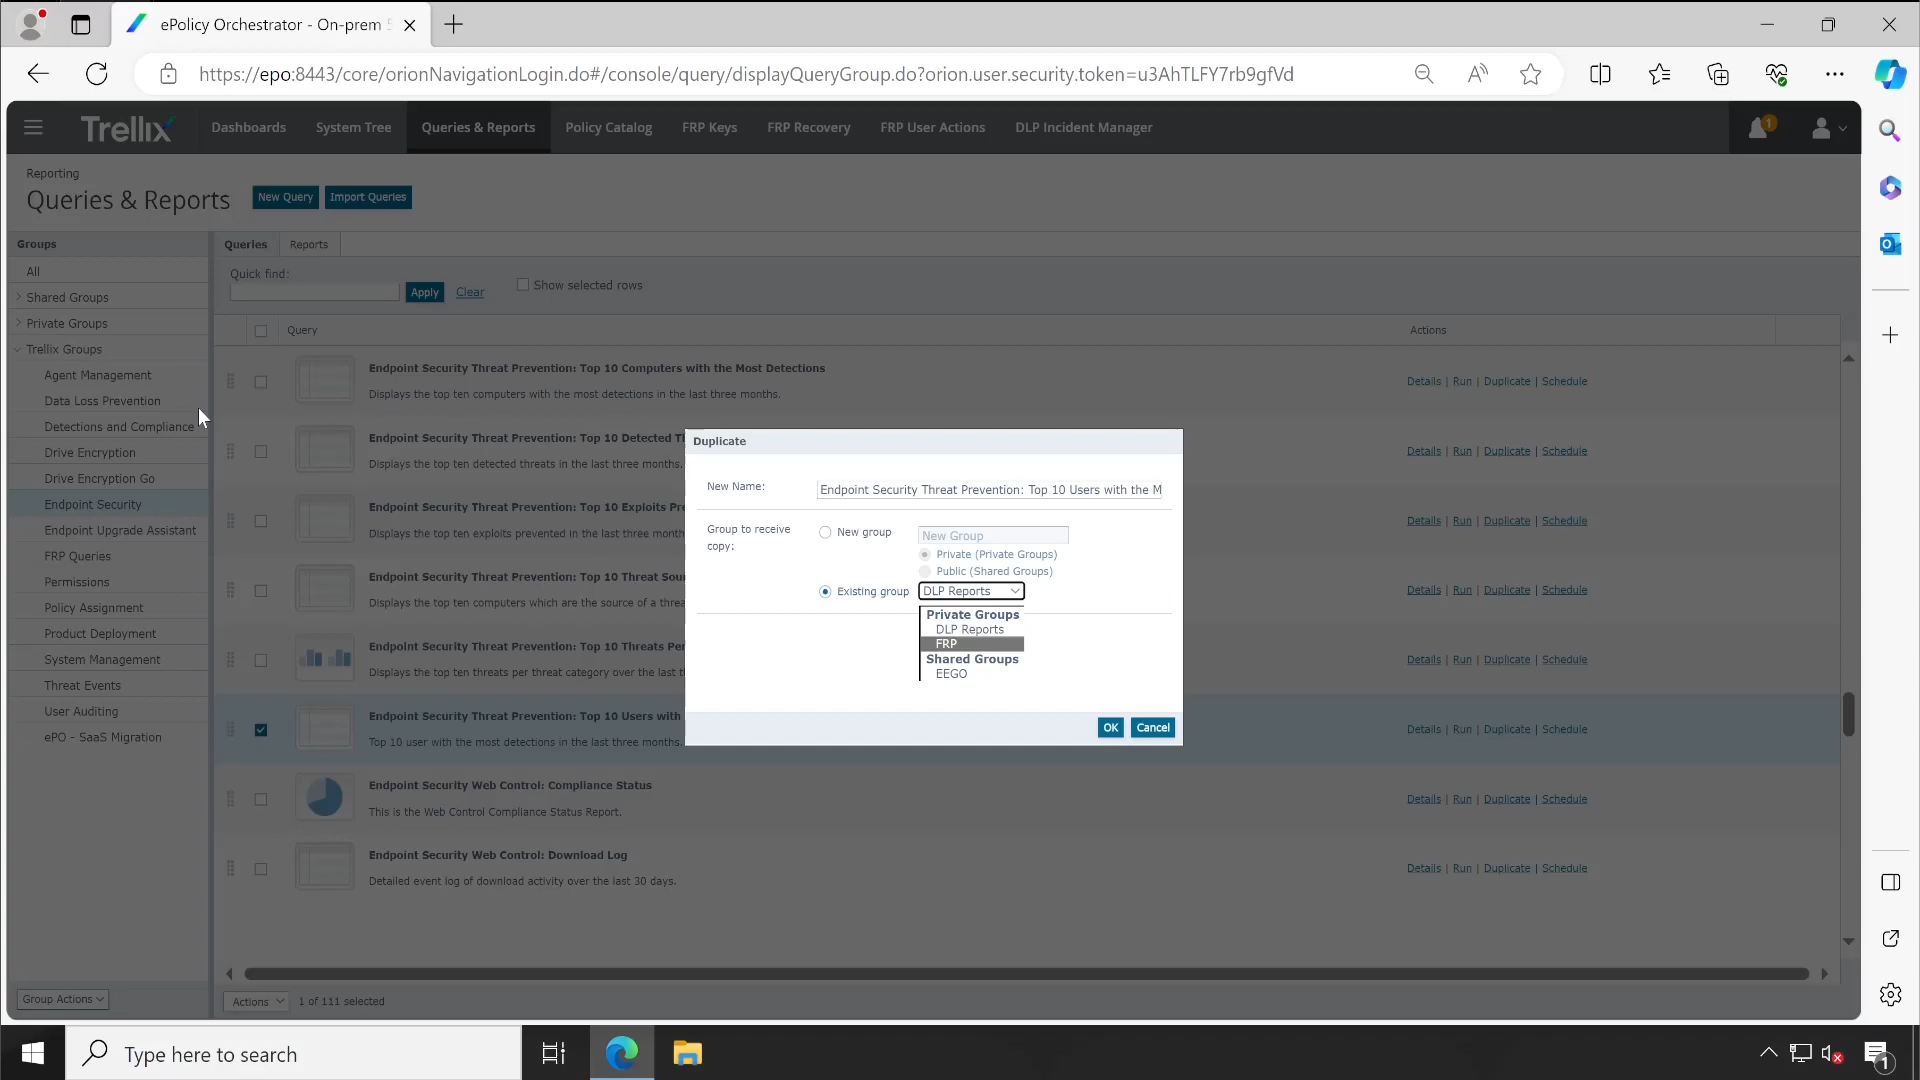 ePolicy Orchestrator - On-prem
https://epo:8443/core/orionNavigationLogin.do#/console/query/displayQueryGroup.do?orion.user.security.token=u3AhTLFY7rb9gfVd
Trellix
Dashboards
System Tree
Queries & Reports
Policy Catalog
FRP Keys
FRP Recovery
FRP User Actions
DLP Incident Manager
1
Reporting
Queries & Reports
New Query
Import Queries
Groups
All
Shared Groups
Private Groups
Trellix Groups
Agent Management
Data Loss Prevention
Detections and Compliance
Drive Encryption
Drive Encryption Go
Endpoint Security
Endpoint Upgrade Assistant
FRP Queries
Permissions
Policy Assignment
Product Deployment
System Management
Threat Events
User Auditing
ePO - SaaS Migration
Group Actions
Queries
Reports
Quick find:
Apply
Clear
Show selected rows
Query
Actions
Endpoint Security Threat Prevention: Top 10 Computers with the Most Detections
Displays the top ten computers with the most detections in the last three months.
Details | Run | Duplicate | Schedule
Endpoint Security Threat Prevention: Top 10 Detected
Displays the top ten detected threats in the last three months.
Details | Run | Duplicate | Schedule
Endpoint Security Threat Prevention: Top 10 Exploits
Displays the top ten exploits prevented in the last three
Details | Run | Duplicate | Schedule
Endpoint Security Threat Prevention: Top 10 Threat
Displays the top ten computers which are the source of a
Details | Run | Duplicate | Schedule
Endpoint Security Threat Prevention: Top 10 Threats
Displays the top ten threats per threat category over the last
Details | Run | Duplicate | Schedule
Endpoint Security Threat Prevention: Top 10 Users with
Top 10 user with the most detections in the last three months.
Details | Run | Duplicate | Schedule
Endpoint Security Web Control: Compliance Status
This is the Web Control Compliance Status Report.
Details | Run | Duplicate | Schedule
Endpoint Security Web Control: Download Log
Detailed event log of download activity over the last 30 days.
Details | Run | Duplicate | Schedule
Actions
1 of 111 selected
Duplicate
New Name:
Endpoint Security Threat Prevention: Top 10 Users with the M
Group to receive
copy:
New group
New Group
Private (Private Groups)
Public (Shared Groups)
Existing group
DLP Reports
Private Groups
DLP Reports
FRP
Shared Groups
EEGO
OK
Cancel
Type here to search
1